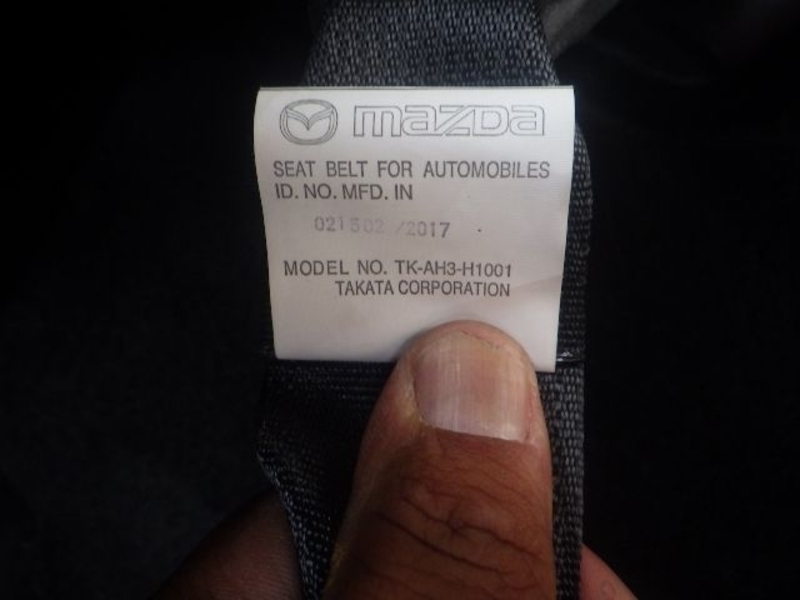 mazda
SEAT BELT FOR AUTOMOBILES
ID. NO. MFD. IN
/2017
MODEL NO. TK-AH3-H1001
TAKATA CORPORATION